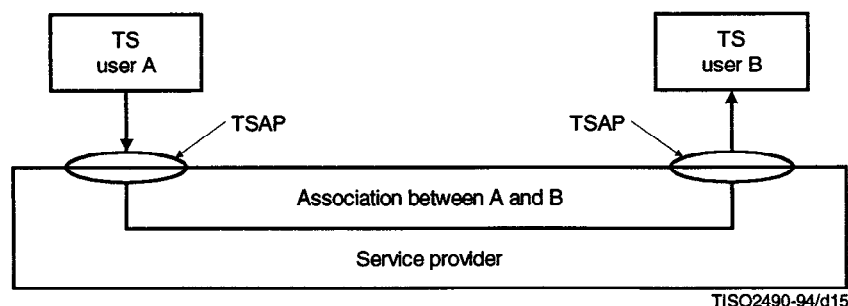 TS
user A
TS
user B
TSAP
TSAP
Association between A and B
Service provider
TISO2490-94/d15